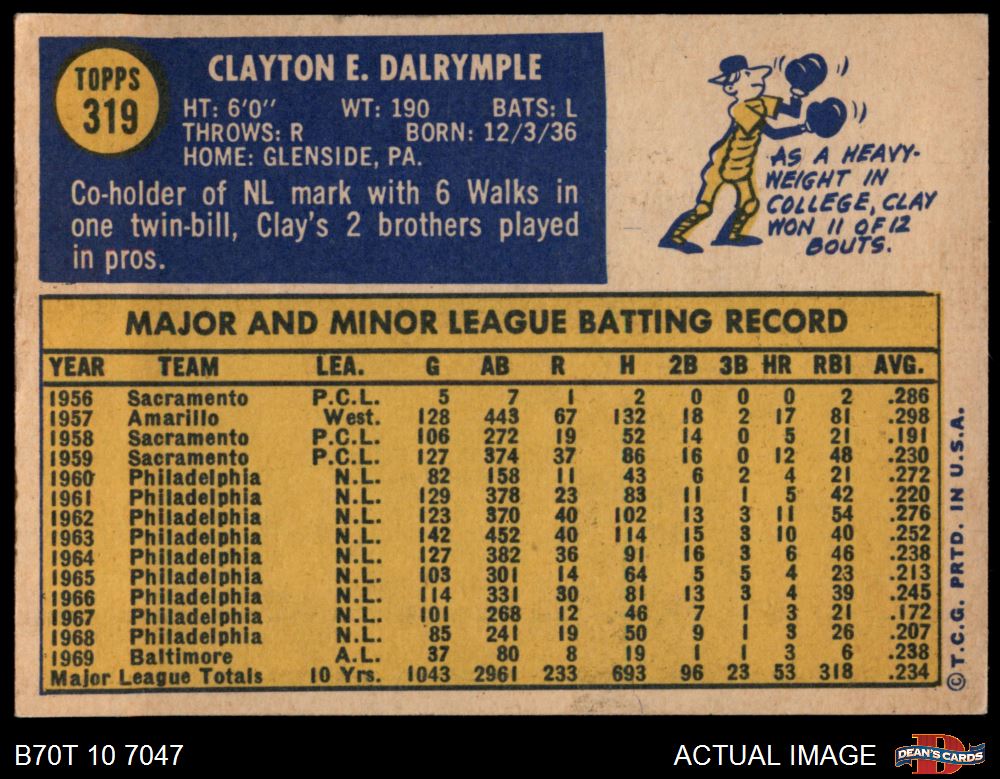 TOPPS
319
CLAYTON E. DALRYMPLE
HT: 6'0" WT: 190 BATS: L
THROWS: R BORN: 12/3/36
HOME: GLENSIDE, PA.
Co-holder of NL mark with 6 Walks in
one twin-bill, Clay's 2 brothers played
in pros.
AS A HEAVY-
WEIGHT IN
COLLEGE, CLAY
WON 11 OF 12
BOUTS.
MAJOR AND MINOR LEAGUE BATTING RECORD
YEAR TEAM LEA. G AB R H 2B 3B HR RBI AVG.
1956 Sacramento P.C.L. 5 7 1 2 0 0 0 2 .286
1957 Amarillo West. 128 443 67 132 18 2 17 81 .298
1958 Sacramento P.C.L. 106 272 19 52 14 0 5 21 .191
1959 Sacramento P.C.L. 127 374 37 86 16 0 12 48 .230
1960 Philadelphia N.L. 82 158 11 43 6 2 4 21 .272
1961 Philadelphia N.L. 129 378 23 83 11 1 5 42 .220
1962 Philadelphia N.L. 123 370 40 102 13 3 11 54 .276
1963 Philadelphia N.L. 142 452 40 114 15 3 10 40 .252
1964 Philadelphia N.L. 127 382 36 91 16 3 6 46 .238
1965 Philadelphia N.L. 103 301 14 64 5 5 4 23 .213
1966 Philadelphia N.L. 114 331 30 81 13 3 4 39 .245
1967 Philadelphia N.L. 101 268 12 46 7 1 3 21 .172
1968 Philadelphia N.L. 85 241 19 50 9 1 3 26 .207
1969 Baltimore A.L. 37 80 8 19 1 1 3 6 .238
Major League Totals 10 Yrs. 1043 2961 233 693 96 23 53 318 .234
©T.C.G. PRTD. IN U.S.A.
B70T 10 7047
ACTUAL IMAGE
D
DEAN'S CARDS